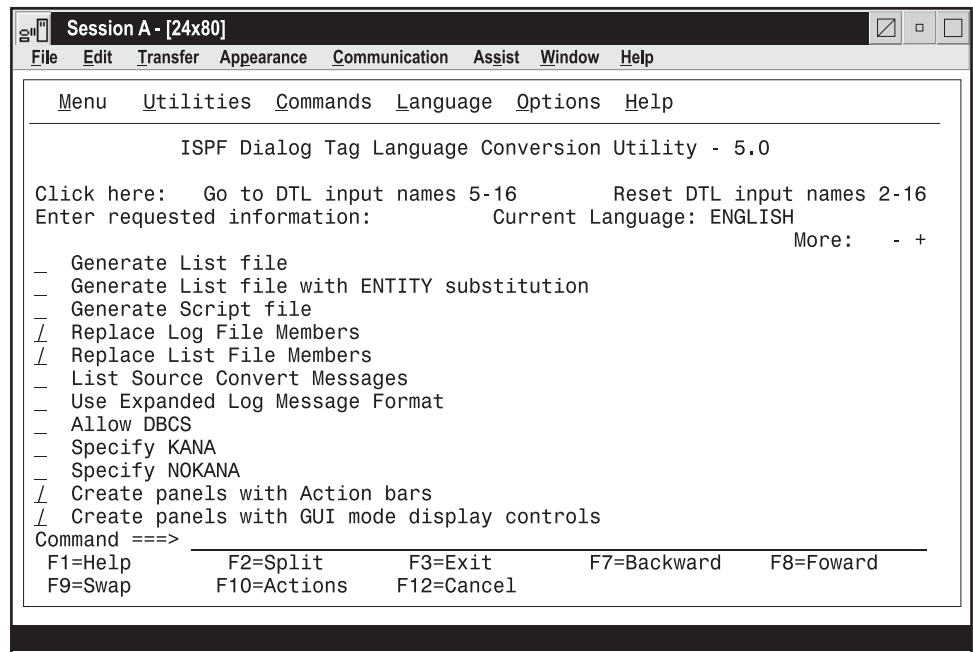 Session A - [24x80]
File Edit Transfer Appearance Communication Assist Window Help
Menu Utilities Commands Language Options Help
ISPF Dialog Tag Language Conversion Utility - 5.0
Click here: Go to DTL input names 5-16 Reset DTL input names 2-16
Enter requested information: Current Language: ENGLISH
More: - +
_ Generate List file
_ Generate List file with ENTITY substitution
_ Generate Script file
/ Replace Log File Members
/ Replace List File Members
_ List Source Convert Messages
_ Use Expanded Log Message Format
_ Allow DBCS
_ Specify KANA
_ Specify NOKANA
/ Create panels with Action bars
/ Create panels with GUI mode display controls
Command ===>
F1=Help F2=Split F3=Exit F7=Backward F8=Foward
F9=Swap F10=Actions F12=Cancel